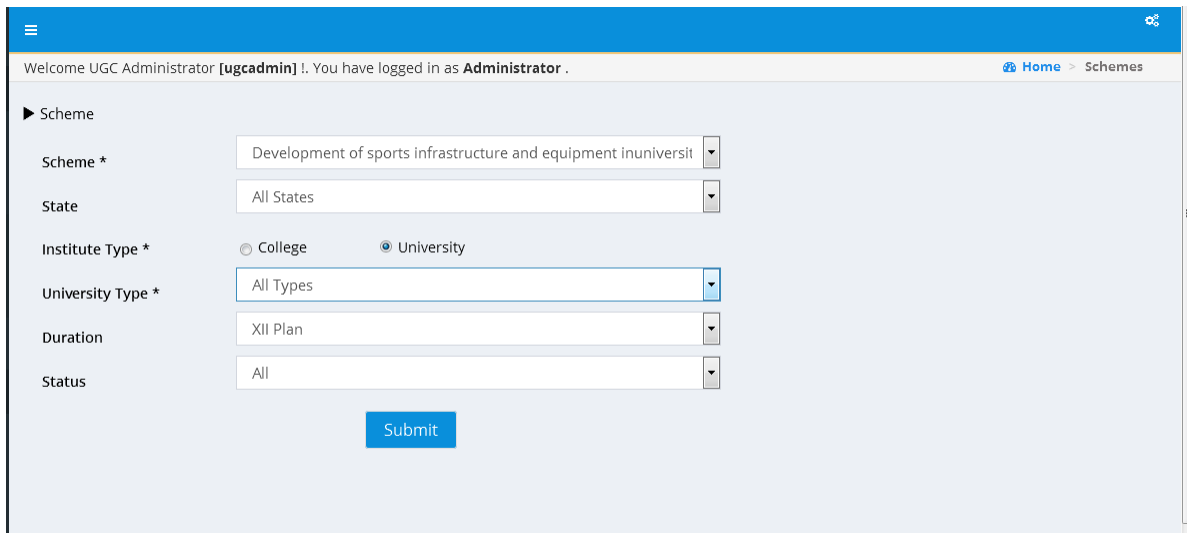 Welcome UGC Administrator [ugcadmin] !. You have logged in as Administrator .
Home > Schemes
Scheme
Scheme * Development of sports infrastructure and equipment inuniversit
State All States
Institute Type * College University
University Type * All Types
Duration XII Plan
Status All
Submit